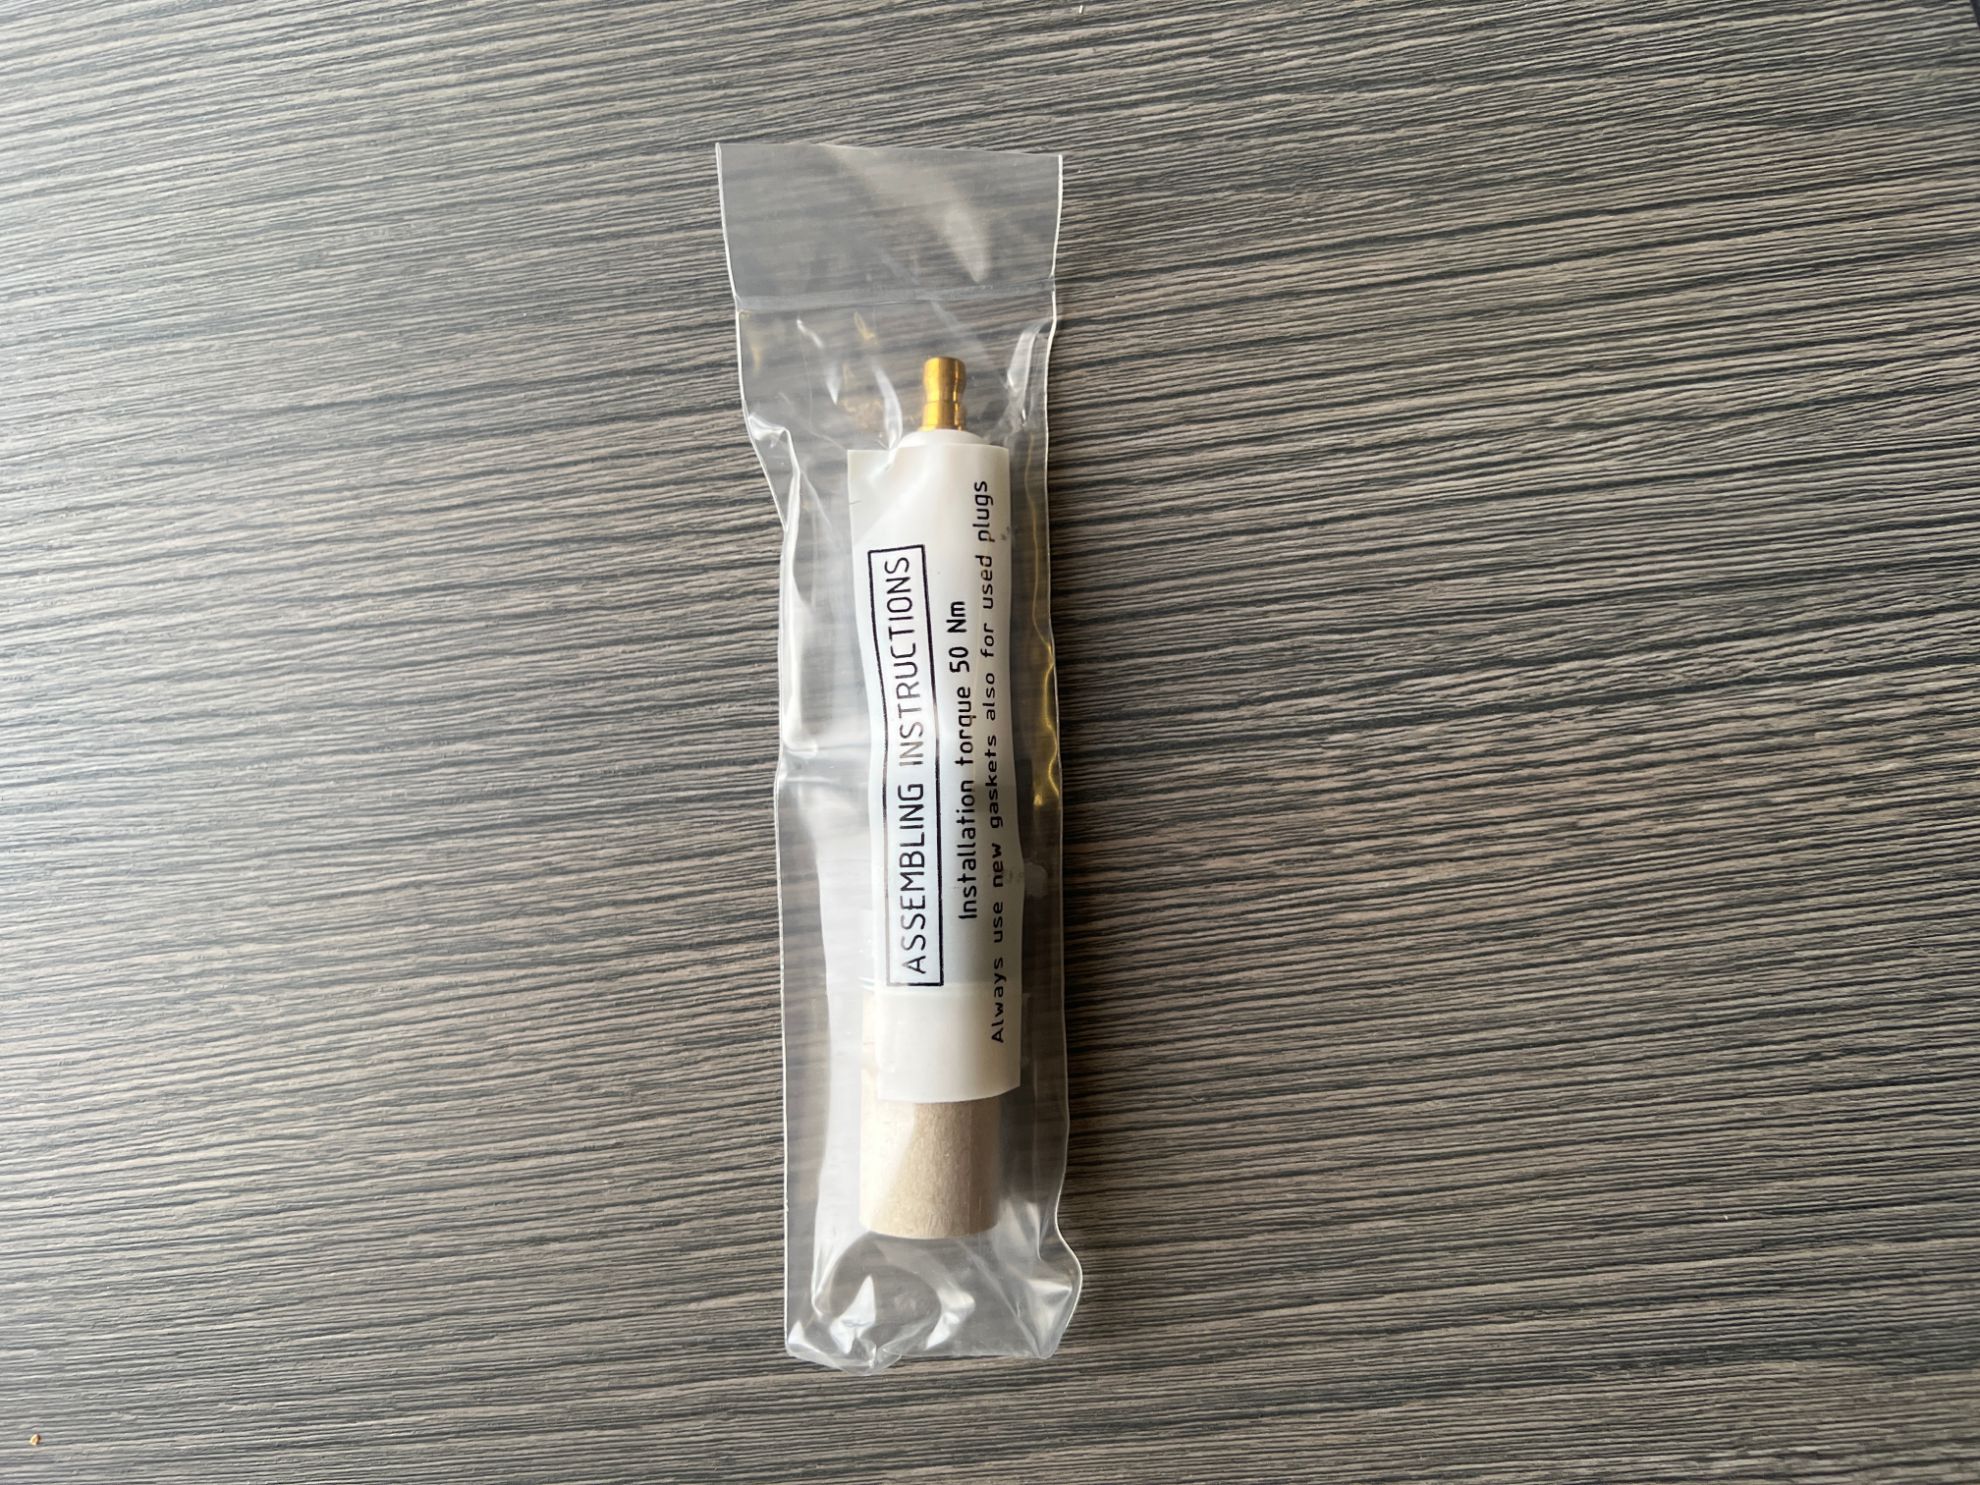 ASSEMBLING INSTRUCTIONS
Installation torque 50 Nm
Always use new gaskets also for used plugs